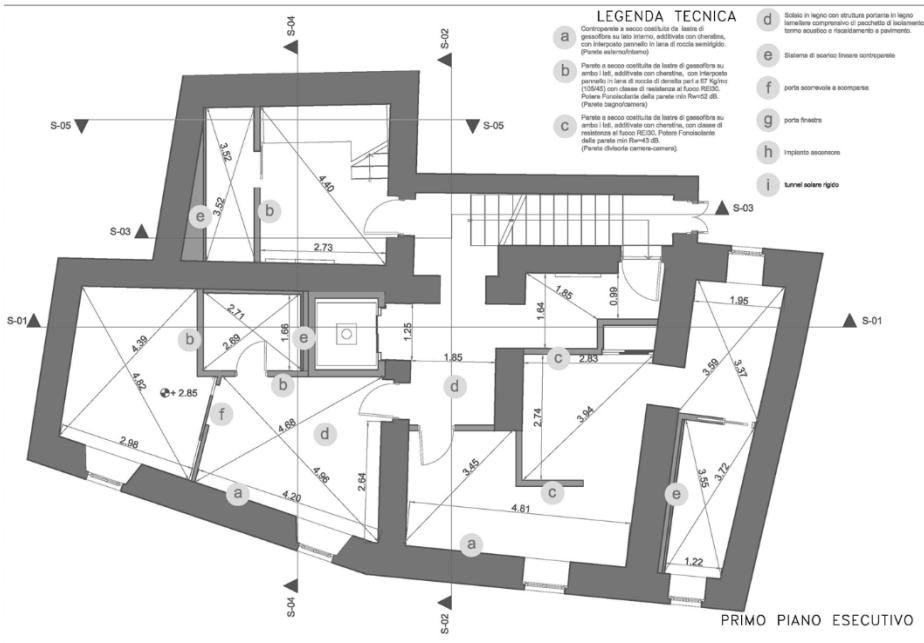 LEGENDA TECNICA
a
Controparete a secco costituita da lastre di
gessofibra su lato interno, additivata con cheratina,
con interposto pannello in lana di roccia semirigido.
(Parete esterno/interno)
b
Parete a secco costituita da lastre di gessofibra su
ambo i lati, additivate con cheratina, con interposto
pannello in lana di roccia di densità pari a 67 Kg/mc
(105/45) con classe di resistenza al fuoco REI30.
Potere Fonoisolante della parete min Rw=52 dB.
(Parete bagno/camera)
c
Parete a secco costituita da lastre di gessofibra su
ambo i lati, additivate con cheratina, con classe di
resistenza al fuoco REI30. Potere Fonoisolante
della parete min Rw=43 dB.
(Parete divisoria camera-camera).
d
Solaio in legno con struttura portante in legno
lamellare comprensivo di pacchetto di isolamento
termo acustico e riscaldamento a pavimento.
e
Sistema di scarico lineare controparete
f
porta scorrevole a scomparsa
g
porta finestra
h
Impianto ascensore
i
tunnel solare rigido
S-04
S-02
S-05
S-05
3.52
3.52
4.40
e
b
2.73
S-03
S-03
S-01
S-01
4.39
4.82
2.71
2.69
1.66
b
e
b
1.25
1.85
1.64
1.85
0.99
1.95
c
2.83
3.59
3.37
+ 2.85
f
d
d
4.68
4.96
2.98
4.20
2.64
a
2.74
3.94
3.45
4.81
c
a
e
3.55
3.72
1.22
S-04
S-02
PRIMO PIANO ESECUTIVO